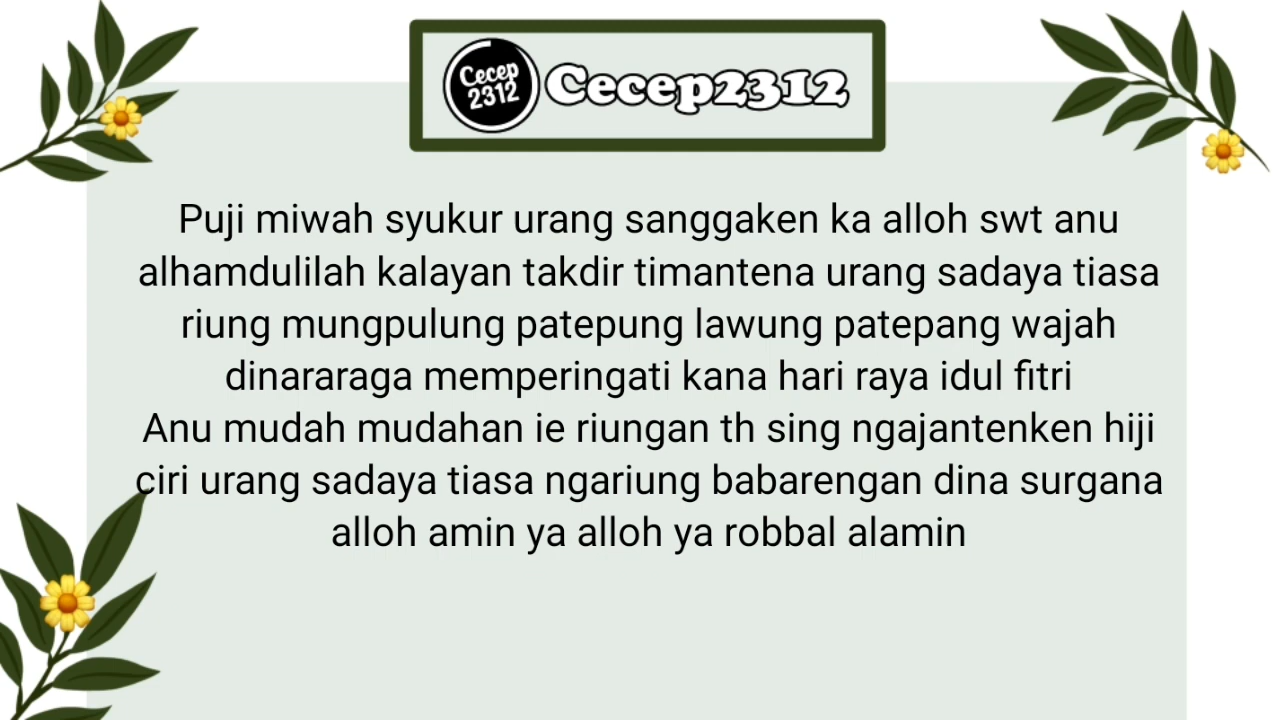 Cecep
2312
Cecep2312
Puji miwah syukur urang sanggaken ka alloh swt anu
alhamdulilah kalayan takdir timantena urang sadaya tiasa
riung mungpulung patepung lawung patepang wajah
dinararaga memperingati kana hari raya idul fitri
Anu mudah mudahan ie riungan th sing ngajantenken hiji
ciri urang sadaya tiasa ngariung babarengan dina surgana
alloh amin ya alloh ya robbal alamin